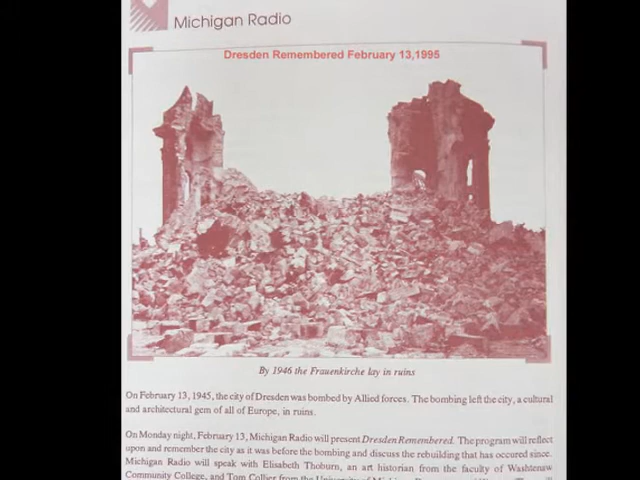 Michigan Radio
Dresden Remembered February 13,1995
By 1946 the Frauenkirche lay in ruins
On February 13, 1945, the city of Dresden was bombed by Allied forces. The bombing left the city, a cultural
and architectural gem of all of Europe, in ruins.
On Monday night, February 13, Michigan Radio will present Dresden Remembered. The program will reflect
upon and remember the city as it was before the bombing and discuss the rebuilding that has occured since.
Michigan Radio will speak with Elisabeth Thoburn, an art historian from the faculty of Washtenaw
Community College, and Tom Collier from the University of